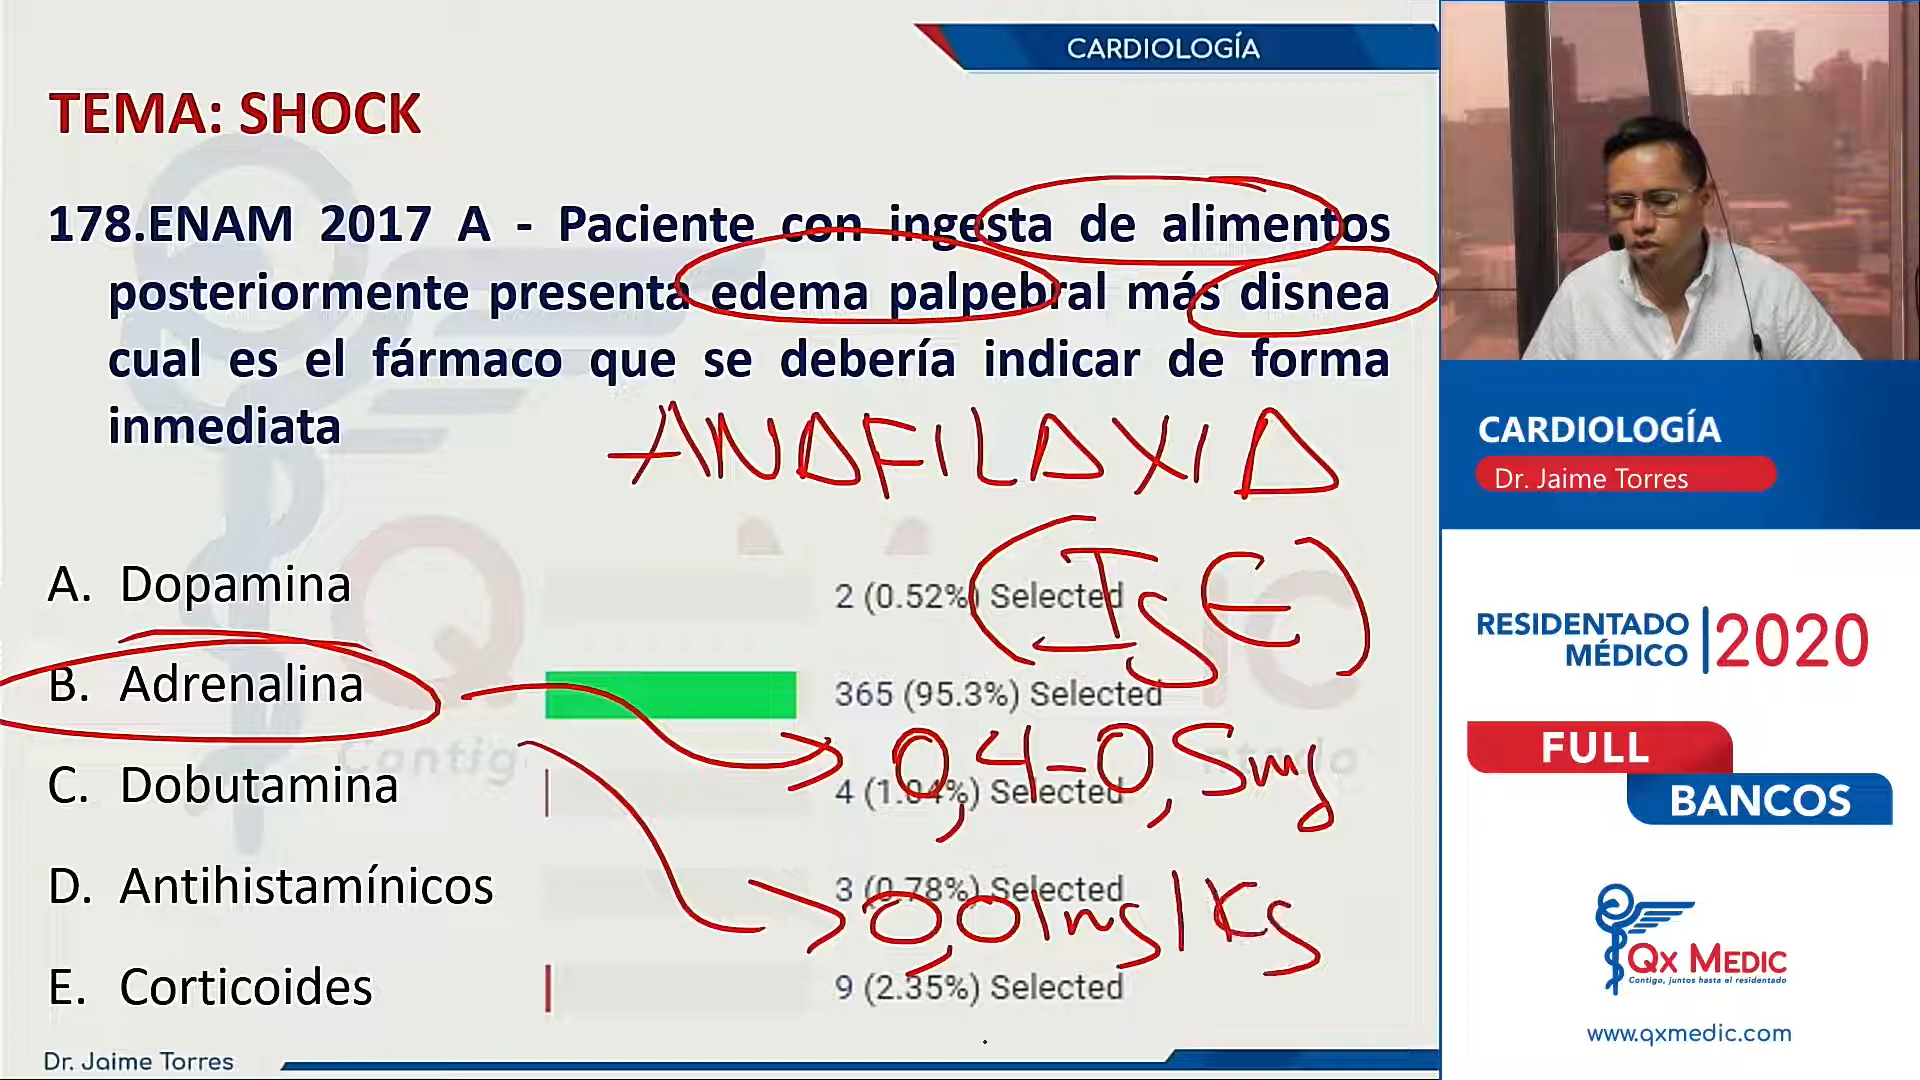 CARDIOLOGÍA
TEMA: SHOCK
178.ENAM 2017 A - Paciente con ingesta de alimentos
posteriormente presenta edema palpebral más disnea
cual es el fármaco que se debería indicar de forma
inmediata
ANAFILAXIA
(IgE)
A. Dopamina
2 (0.52%) Selected
B. Adrenalina
365 (95.3%) Selected
0,4-0,5mg
C. Dobutamina
4 (1.04%) Selected
D. Antihistamínicos
3 (0.78%) Selected
0,01mg/Kg
E. Corticoides
9 (2.35%) Selected
Dr. Jaime Torres
CARDIOLOGÍA
Dr. Jaime Torres
RESIDENTADO
MÉDICO
2020
FULL
BANCOS
Qx MEDIC
Contigo, juntos hasta el residentado
www.qxmedic.com